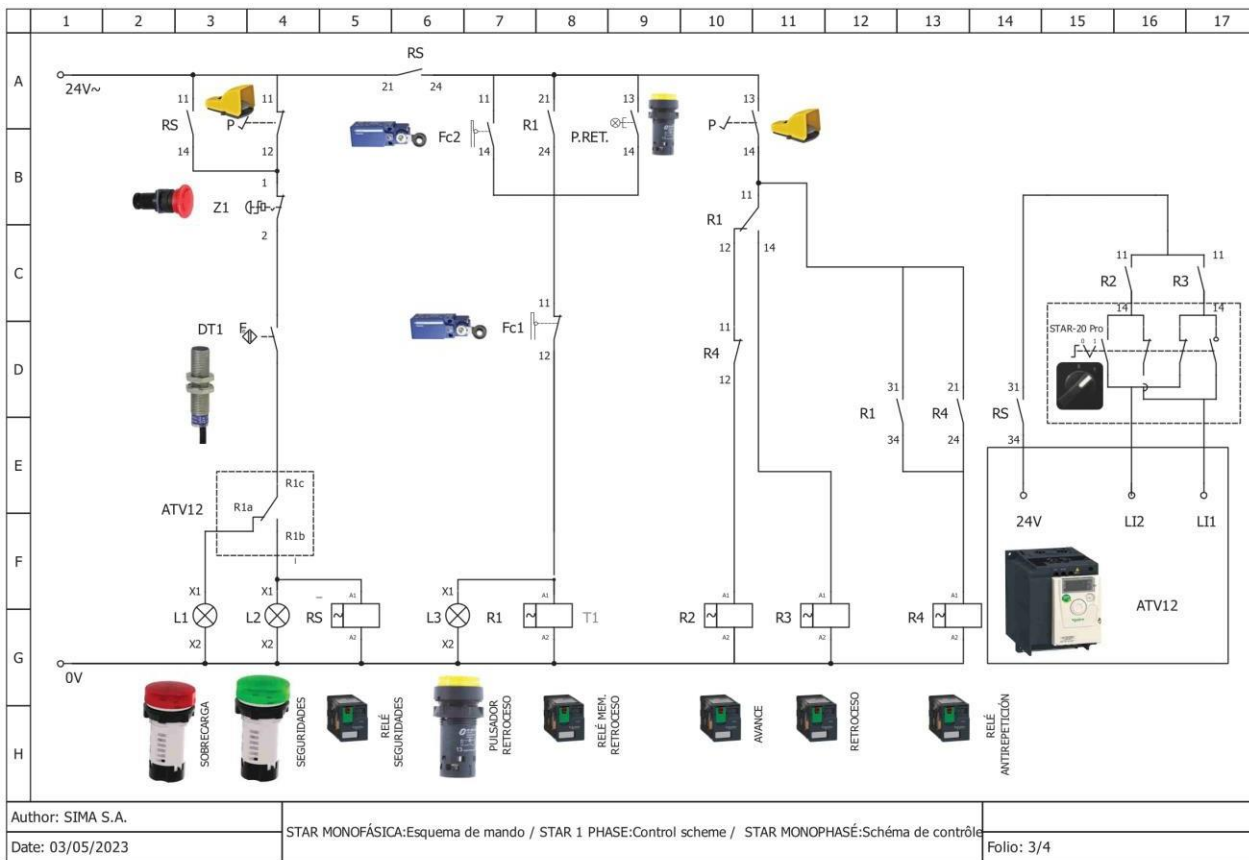 1 2 3 4 5 6 7 8 9 10 11 12 13 14 15 16 17
A
B
C
D
E
F
G
H
24V~
RS
21 24
11
RS
14
11
P
12
11
Fc2
14
21
R1
24
13
P.RET.
14
13
P
14
1
Z1
2
11
R1
12 14
11
R2
14
11
R3
14
DT1
11
Fc1
12
11
R4
12
STAR-20 Pro
0 1
31
R1
34
21
R4
24
31
RS
34
ATV12
R1c
R1a
R1b
24V LI2 LI1
ATV12
X1
L1
X2
X1
L2
X2
A1
RS
A2
X1
L3
X2
A1
R1
A2
T1
A1
R2
A2
A1
R3
A2
A1
R4
A2
0V
SOBRECARGA
SEGURIDADES
RELÉ
SEGURIDADES
PULSADOR
RETROCESO
RELÉ MEM.
RETROCESO
AVANCE
RETROCESO
RELÉ
ANTIREPETICIÓN
Author: SIMA S.A.
Date: 03/05/2023
STAR MONOFÁSICA:Esquema de mando / STAR 1 PHASE:Control scheme / STAR MONOPHASÉ:Schéma de contrôle
Folio: 3/4